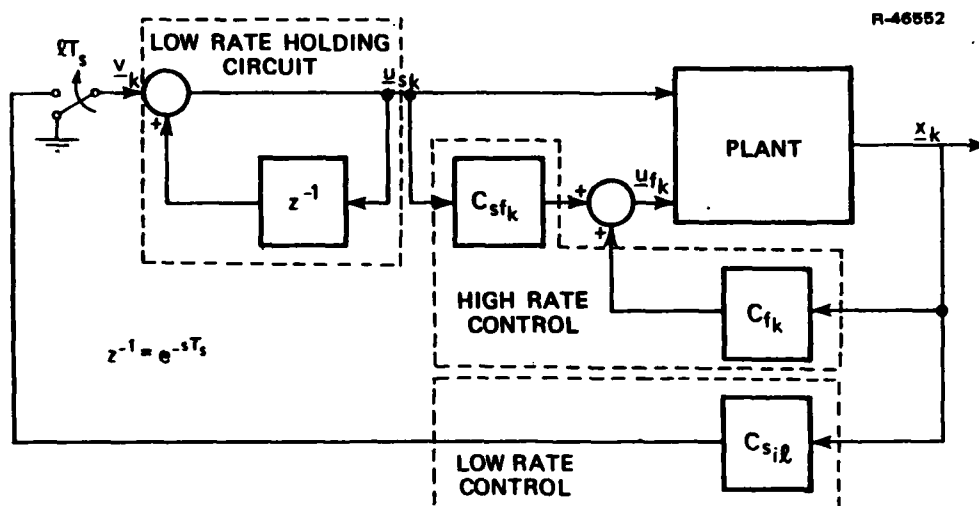 R-46552
LOW RATE HOLDING
CIRCUIT
ℓT_s
v_k
u_sk
+
z^-1
PLANT
x_k
C_sf_k
+
u_f_k
+
HIGH RATE
CONTROL
C_f_k
z^-1 = e^-sT_s
LOW RATE
CONTROL
C_s_iℓ